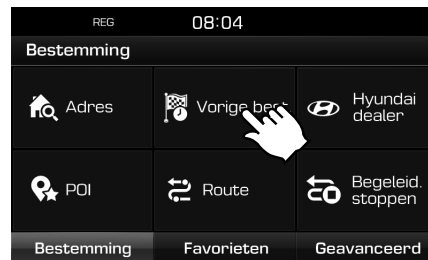 REG 08:04
Bestemming
Adres
Vorige best.
Hyundai
dealer
POI
Route
Begeleid.
stoppen
Bestemming Favorieten Geavanceerd